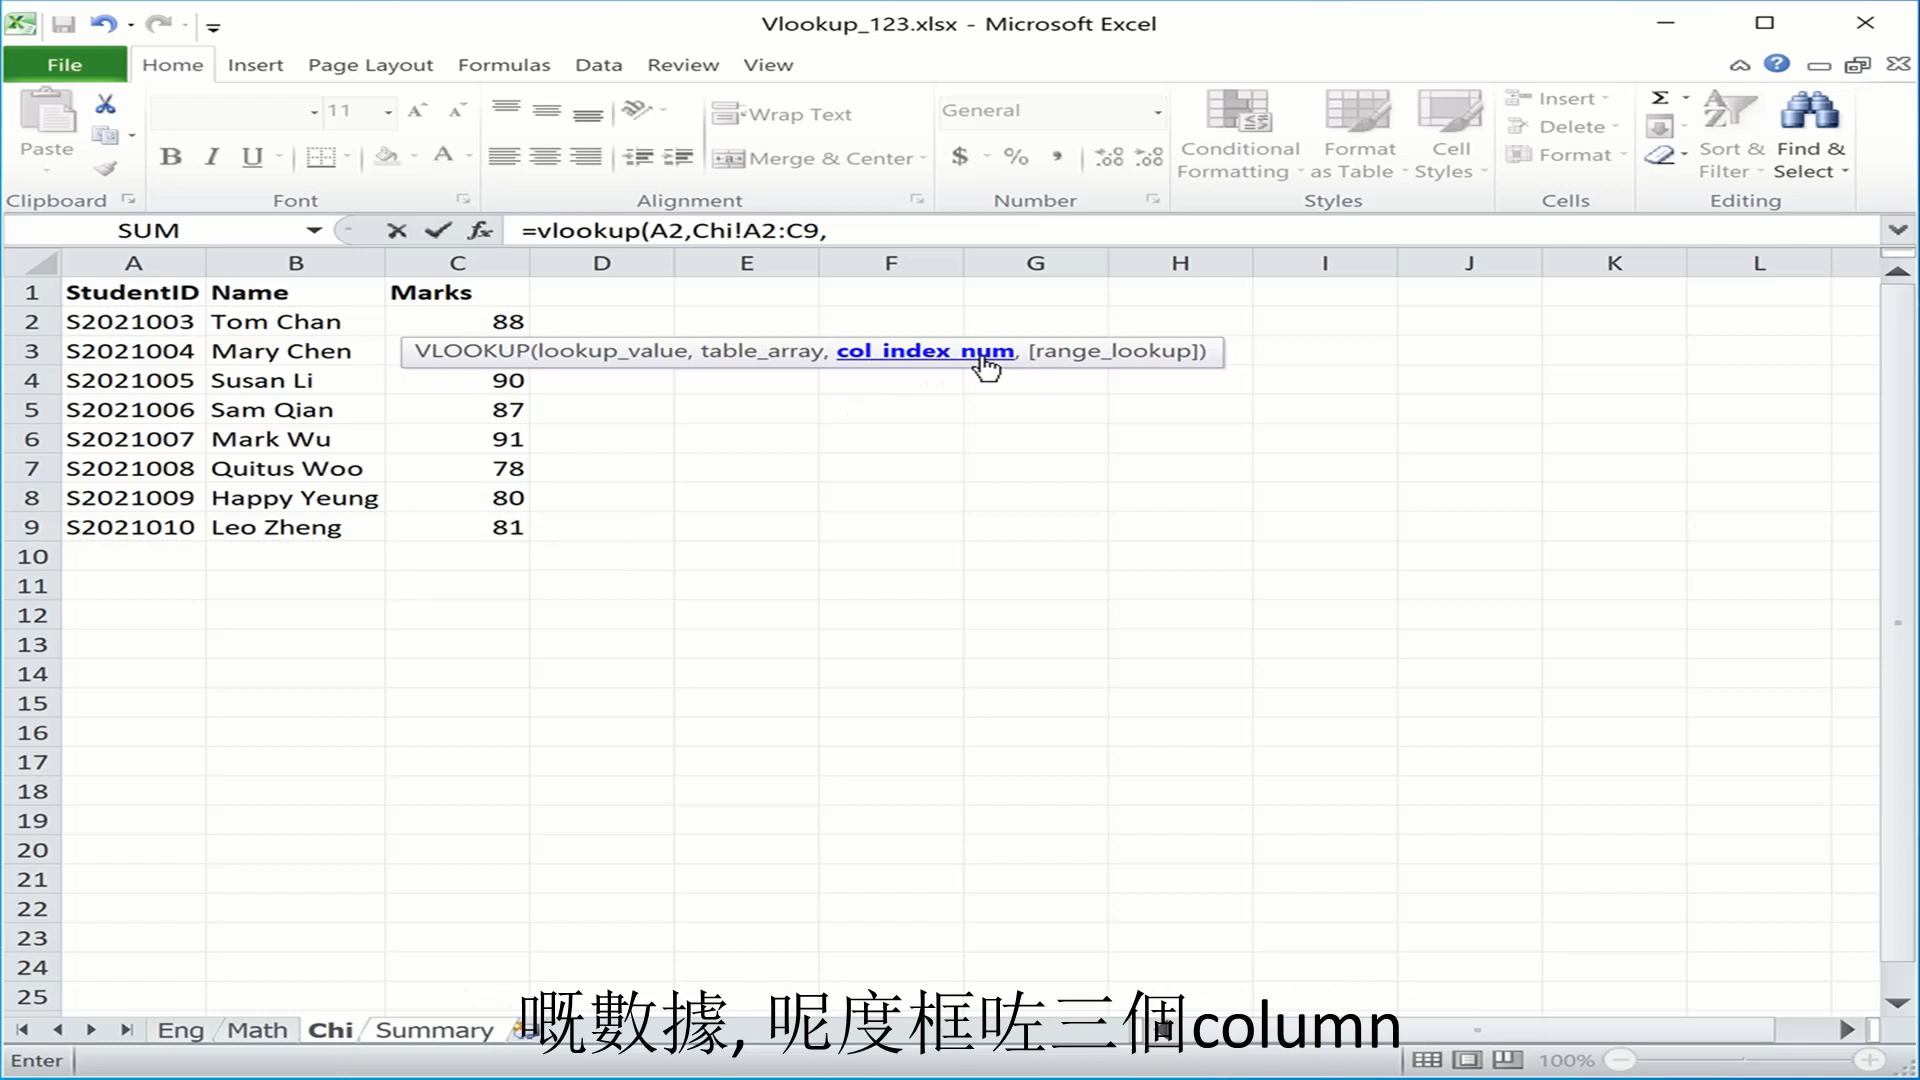 Vlookup_123.xlsx - Microsoft Excel
File Home Insert Page Layout Formulas Data Review View
11 Wrap Text General Insert
Paste Merge & Center Conditional Formatting Format as Table Cell Styles Delete Format Sort & Filter Find & Select
Clipboard Font Alignment Number Styles Cells Editing
SUM =vlookup(A2,Chi!A2:C9,
A B C D E F G H I J K L
1 StudentID Name Marks
2 S2021003 Tom Chan 88
3 S2021004 Mary Chen VLOOKUP(lookup_value, table_array, col_index_num, [range_lookup])
4 S2021005 Susan Li 90
5 S2021006 Sam Qian 87
6 S2021007 Mark Wu 91
7 S2021008 Quitus Woo 78
8 S2021009 Happy Yeung 80
9 S2021010 Leo Zheng 81
10
11
12
13
14
15
16
17
18
19
20
21
22
23
24
25
嘅數據, 呢度框咗三個column
Eng Math Chi Summary
Enter 100%